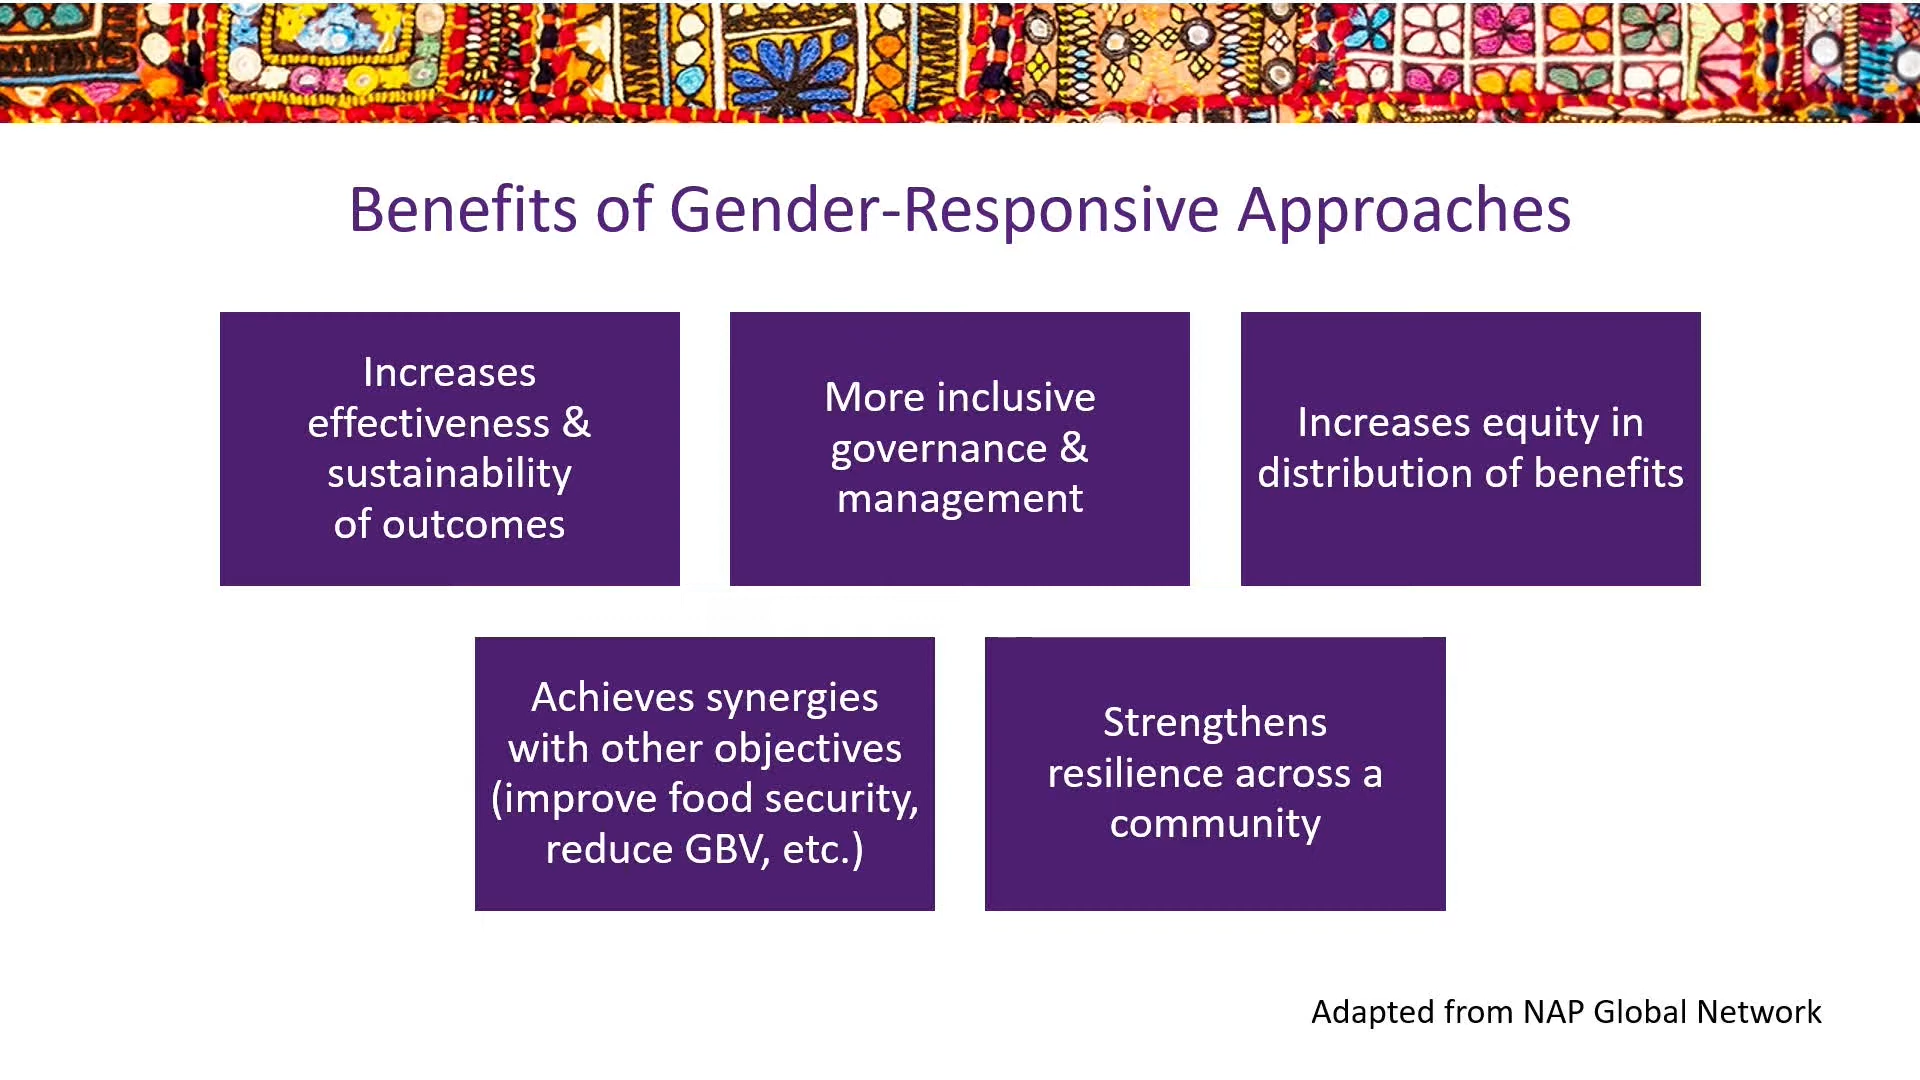 Benefits of Gender-Responsive Approaches
Increases
effectiveness &
sustainability
of outcomes
More inclusive
governance &
management
Increases equity in
distribution of benefits
Achieves synergies
with other objectives
(improve food security,
reduce GBV, etc.)
Strengthens
resilience across a
community
Adapted from NAP Global Network